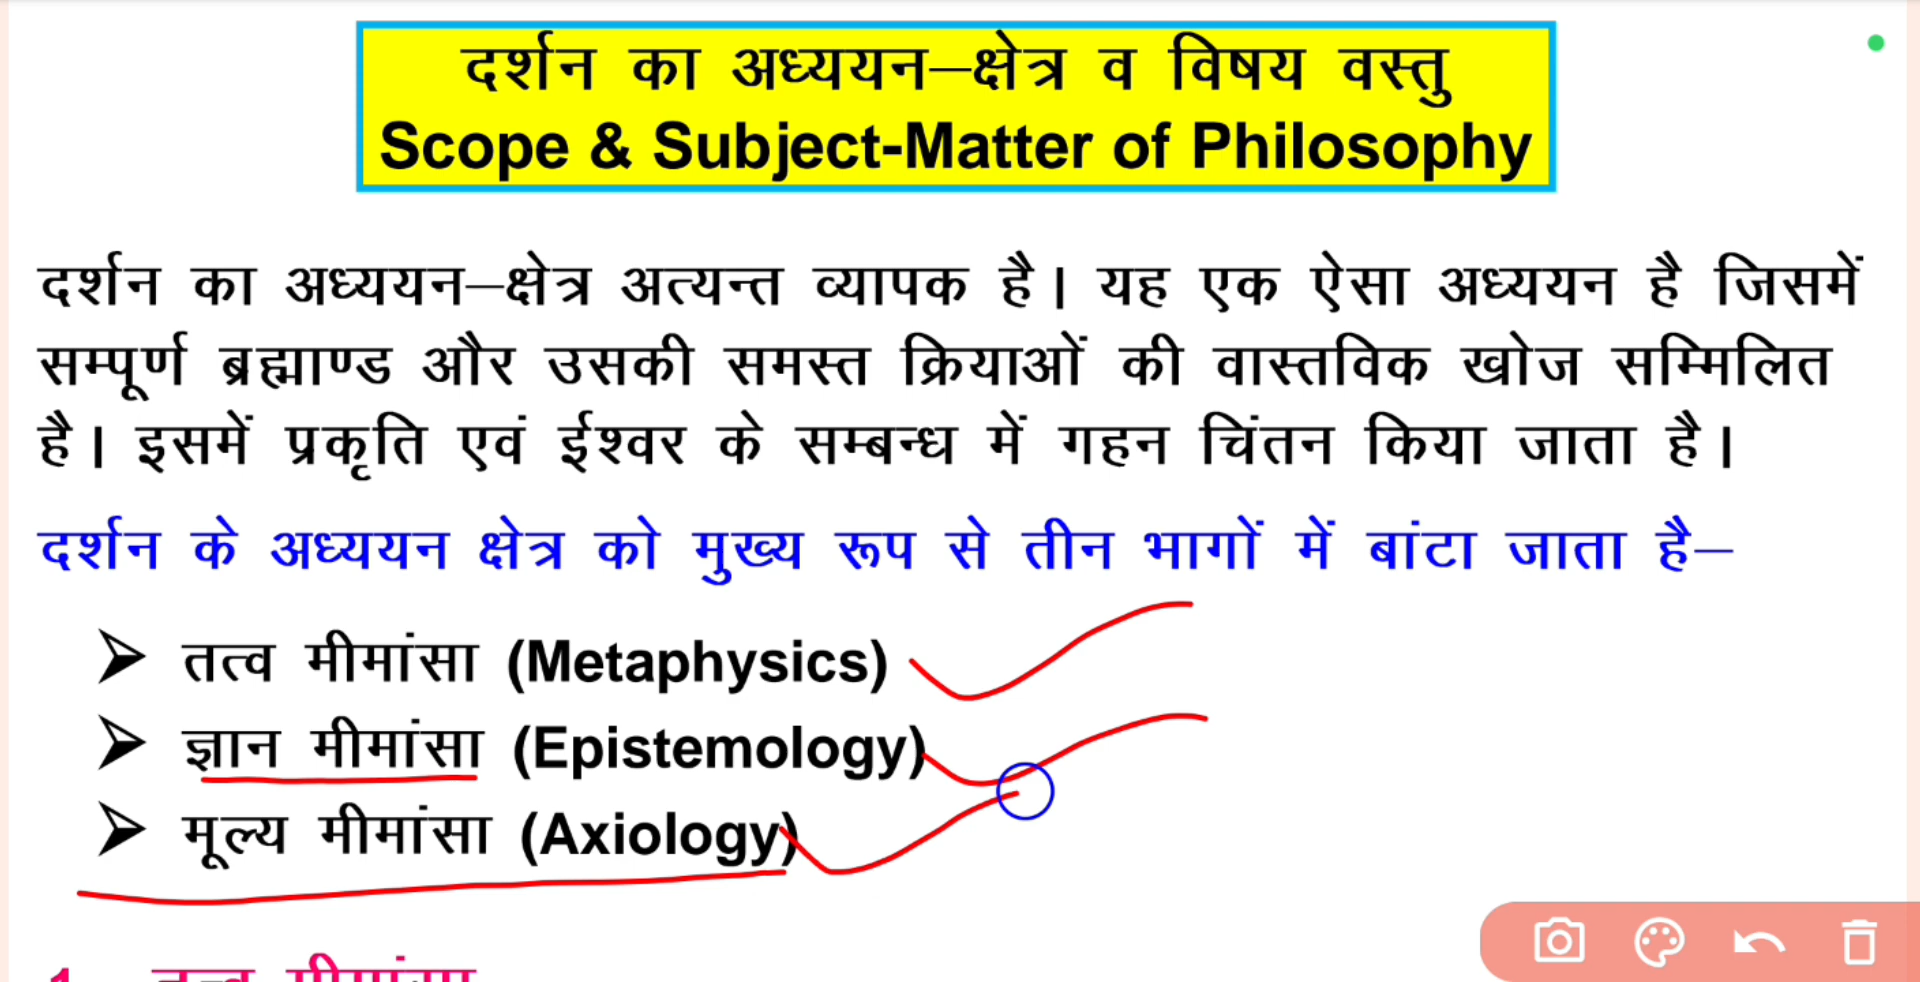 दर्शन का अध्ययन–क्षेत्र व विषय वस्तु
Scope & Subject-Matter of Philosophy
दर्शन का अध्ययन–क्षेत्र अत्यन्त व्यापक है। यह एक ऐसा अध्ययन है जिसमें
सम्पूर्ण ब्रह्माण्ड और उसकी समस्त क्रियाओं की वास्तविक खोज सम्मिलित
है। इसमें प्रकृति एवं ईश्वर के सम्बन्ध में गहन चिंतन किया जाता है।
दर्शन के अध्ययन क्षेत्र को मुख्य रूप से तीन भागों में बांटा जाता है–
➢ तत्व मीमांसा (Metaphysics)
➢ ज्ञान मीमांसा (Epistemology)
➢ मूल्य मीमांसा (Axiology)